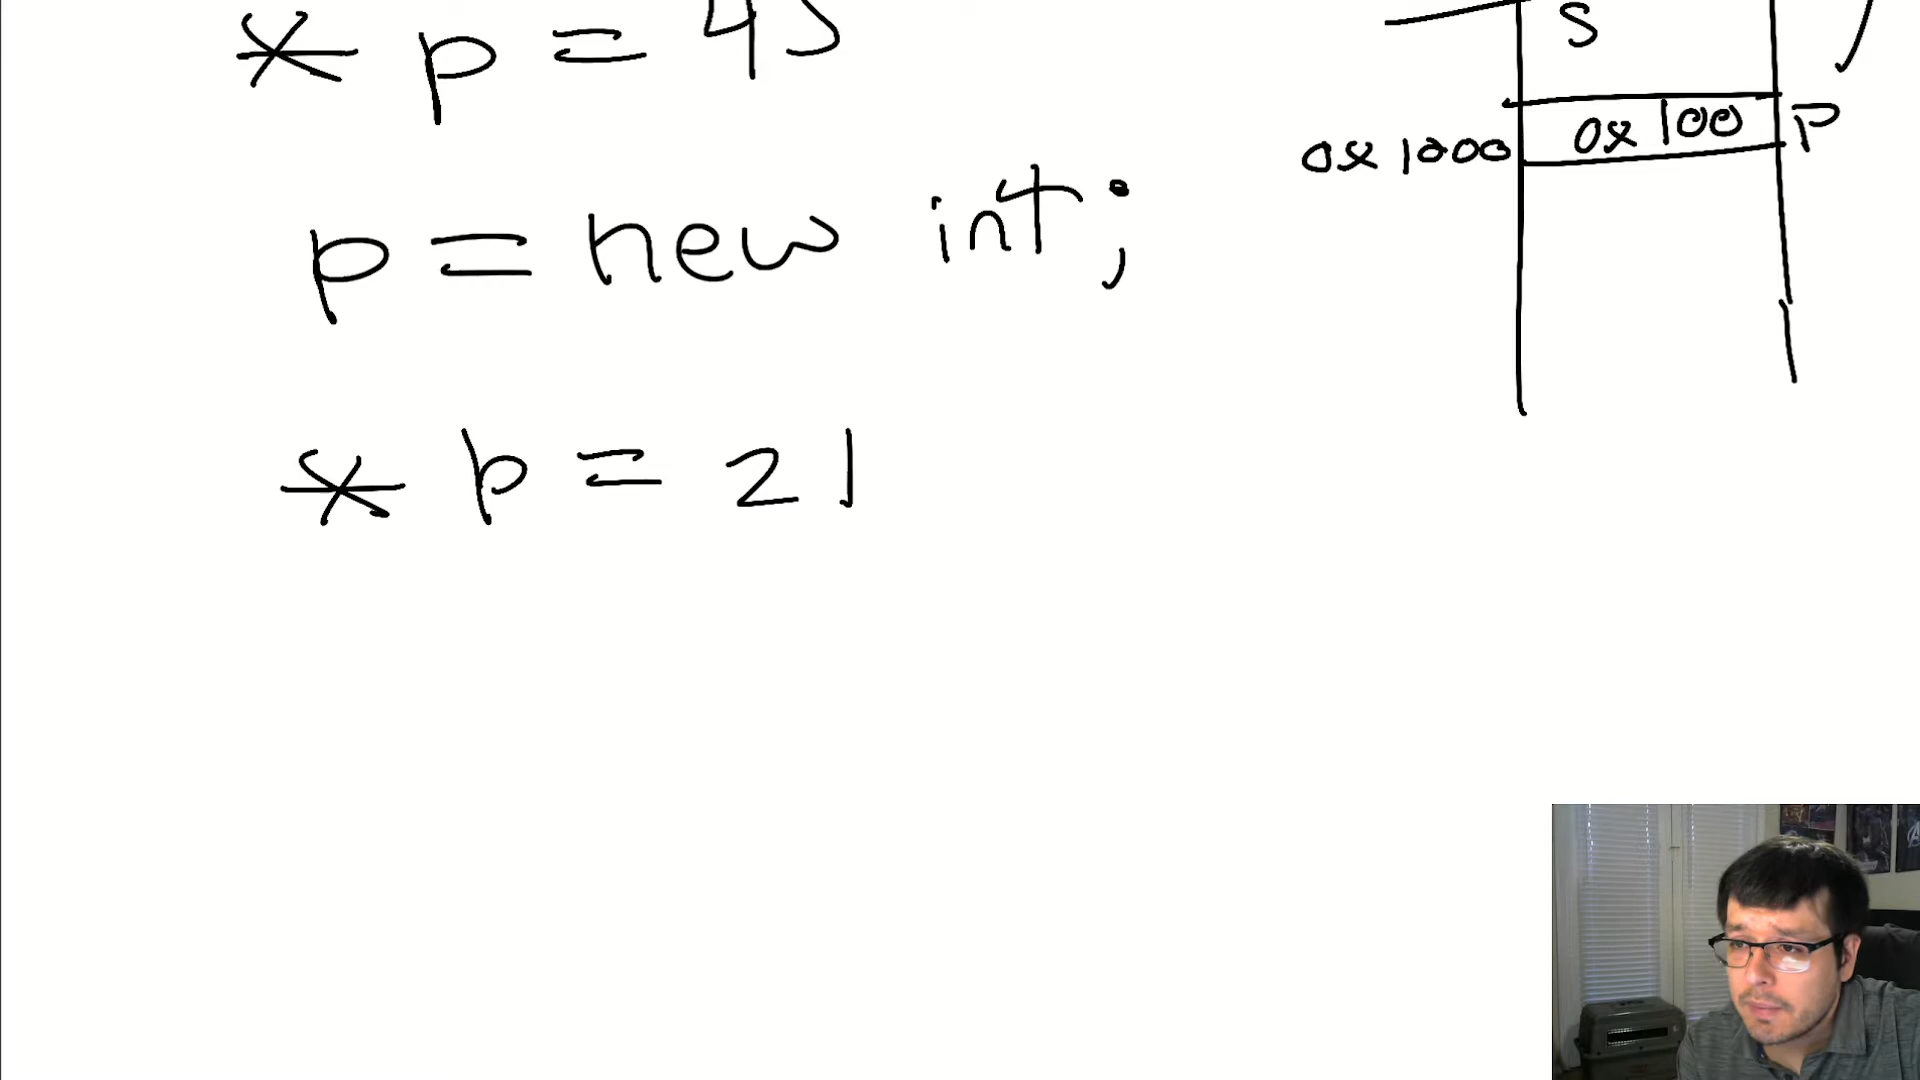 * p = 45
p = new int;
* p = 21
S
0x1000 0x100 P